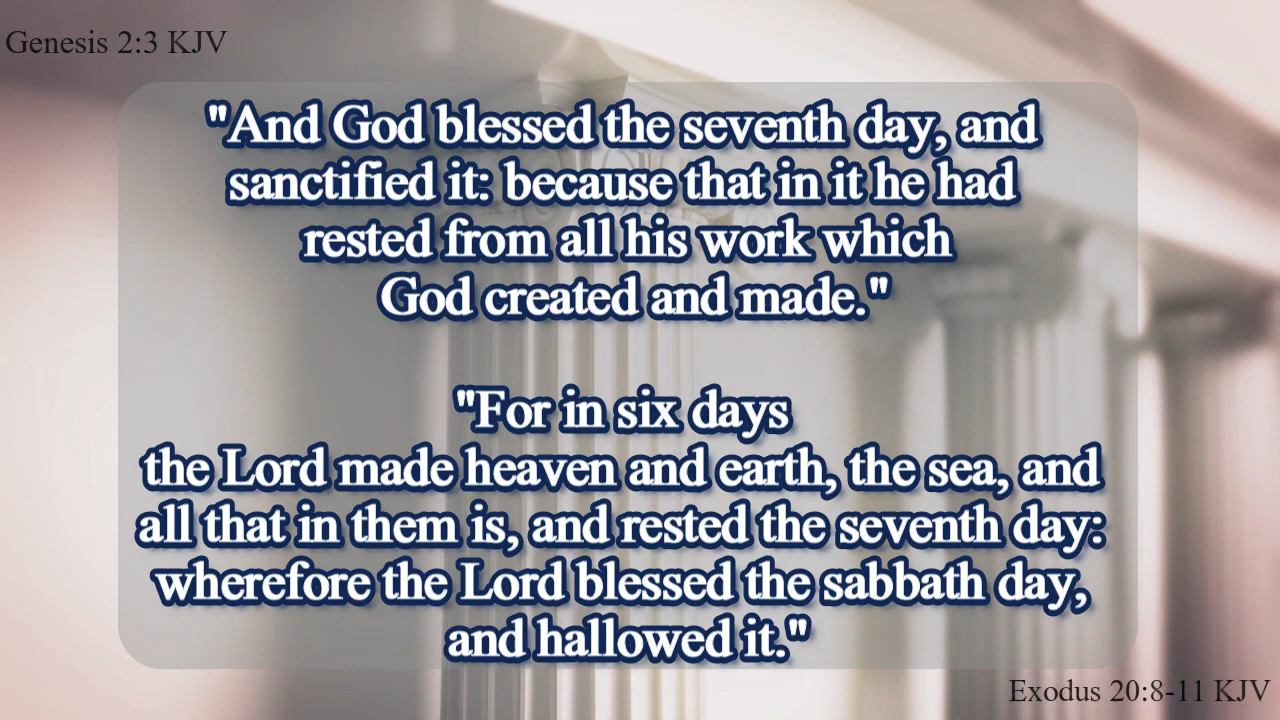 Genesis 2:3 KJV
"And God blessed the seventh day, and
sanctified it: because that in it he had
rested from all his work which
God created and made."
"For in six days
the Lord made heaven and earth, the sea, and
all that in them is, and rested the seventh day:
wherefore the Lord blessed the sabbath day,
and hallowed it."
Exodus 20:8-11 KJV